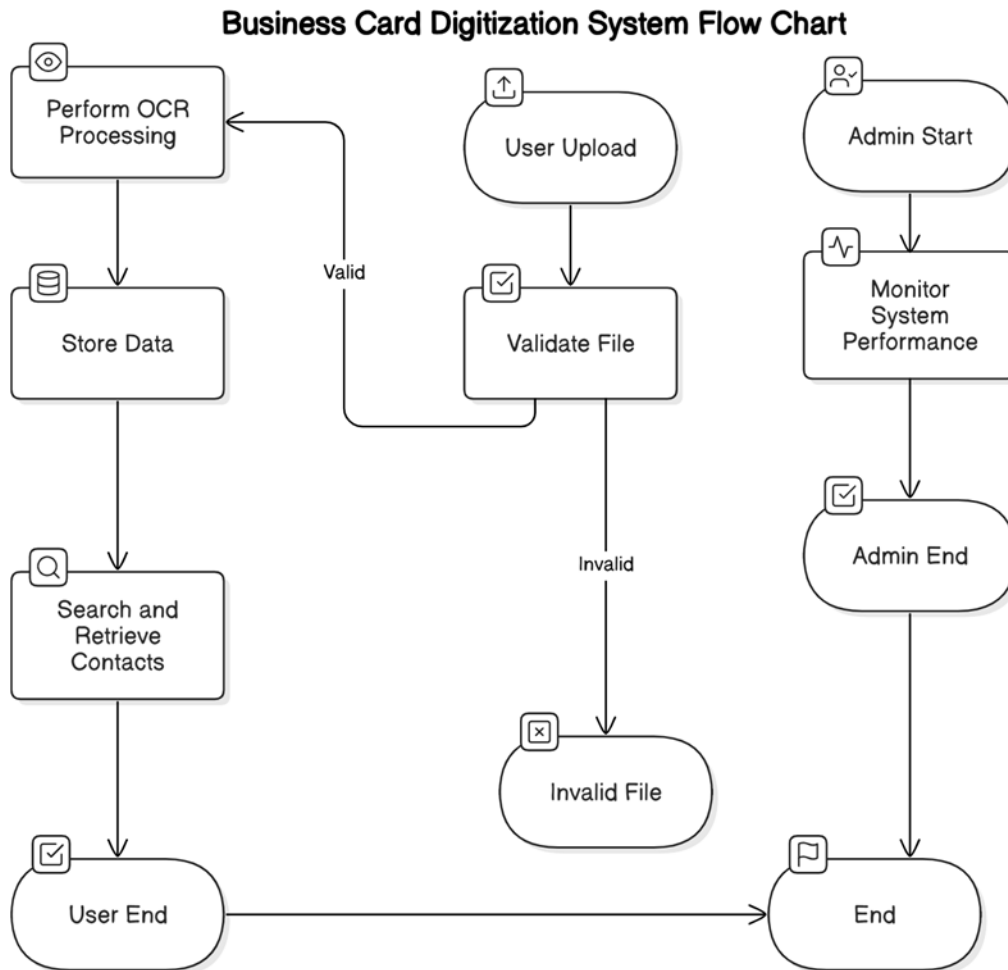 Business Card Digitization System Flow Chart
Perform OCR
Processing
User Upload
Admin Start
Valid
Store Data
Validate File
Monitor
System
Performance
Invalid
Admin End
Search and
Retrieve
Contacts
Invalid File
User End
End